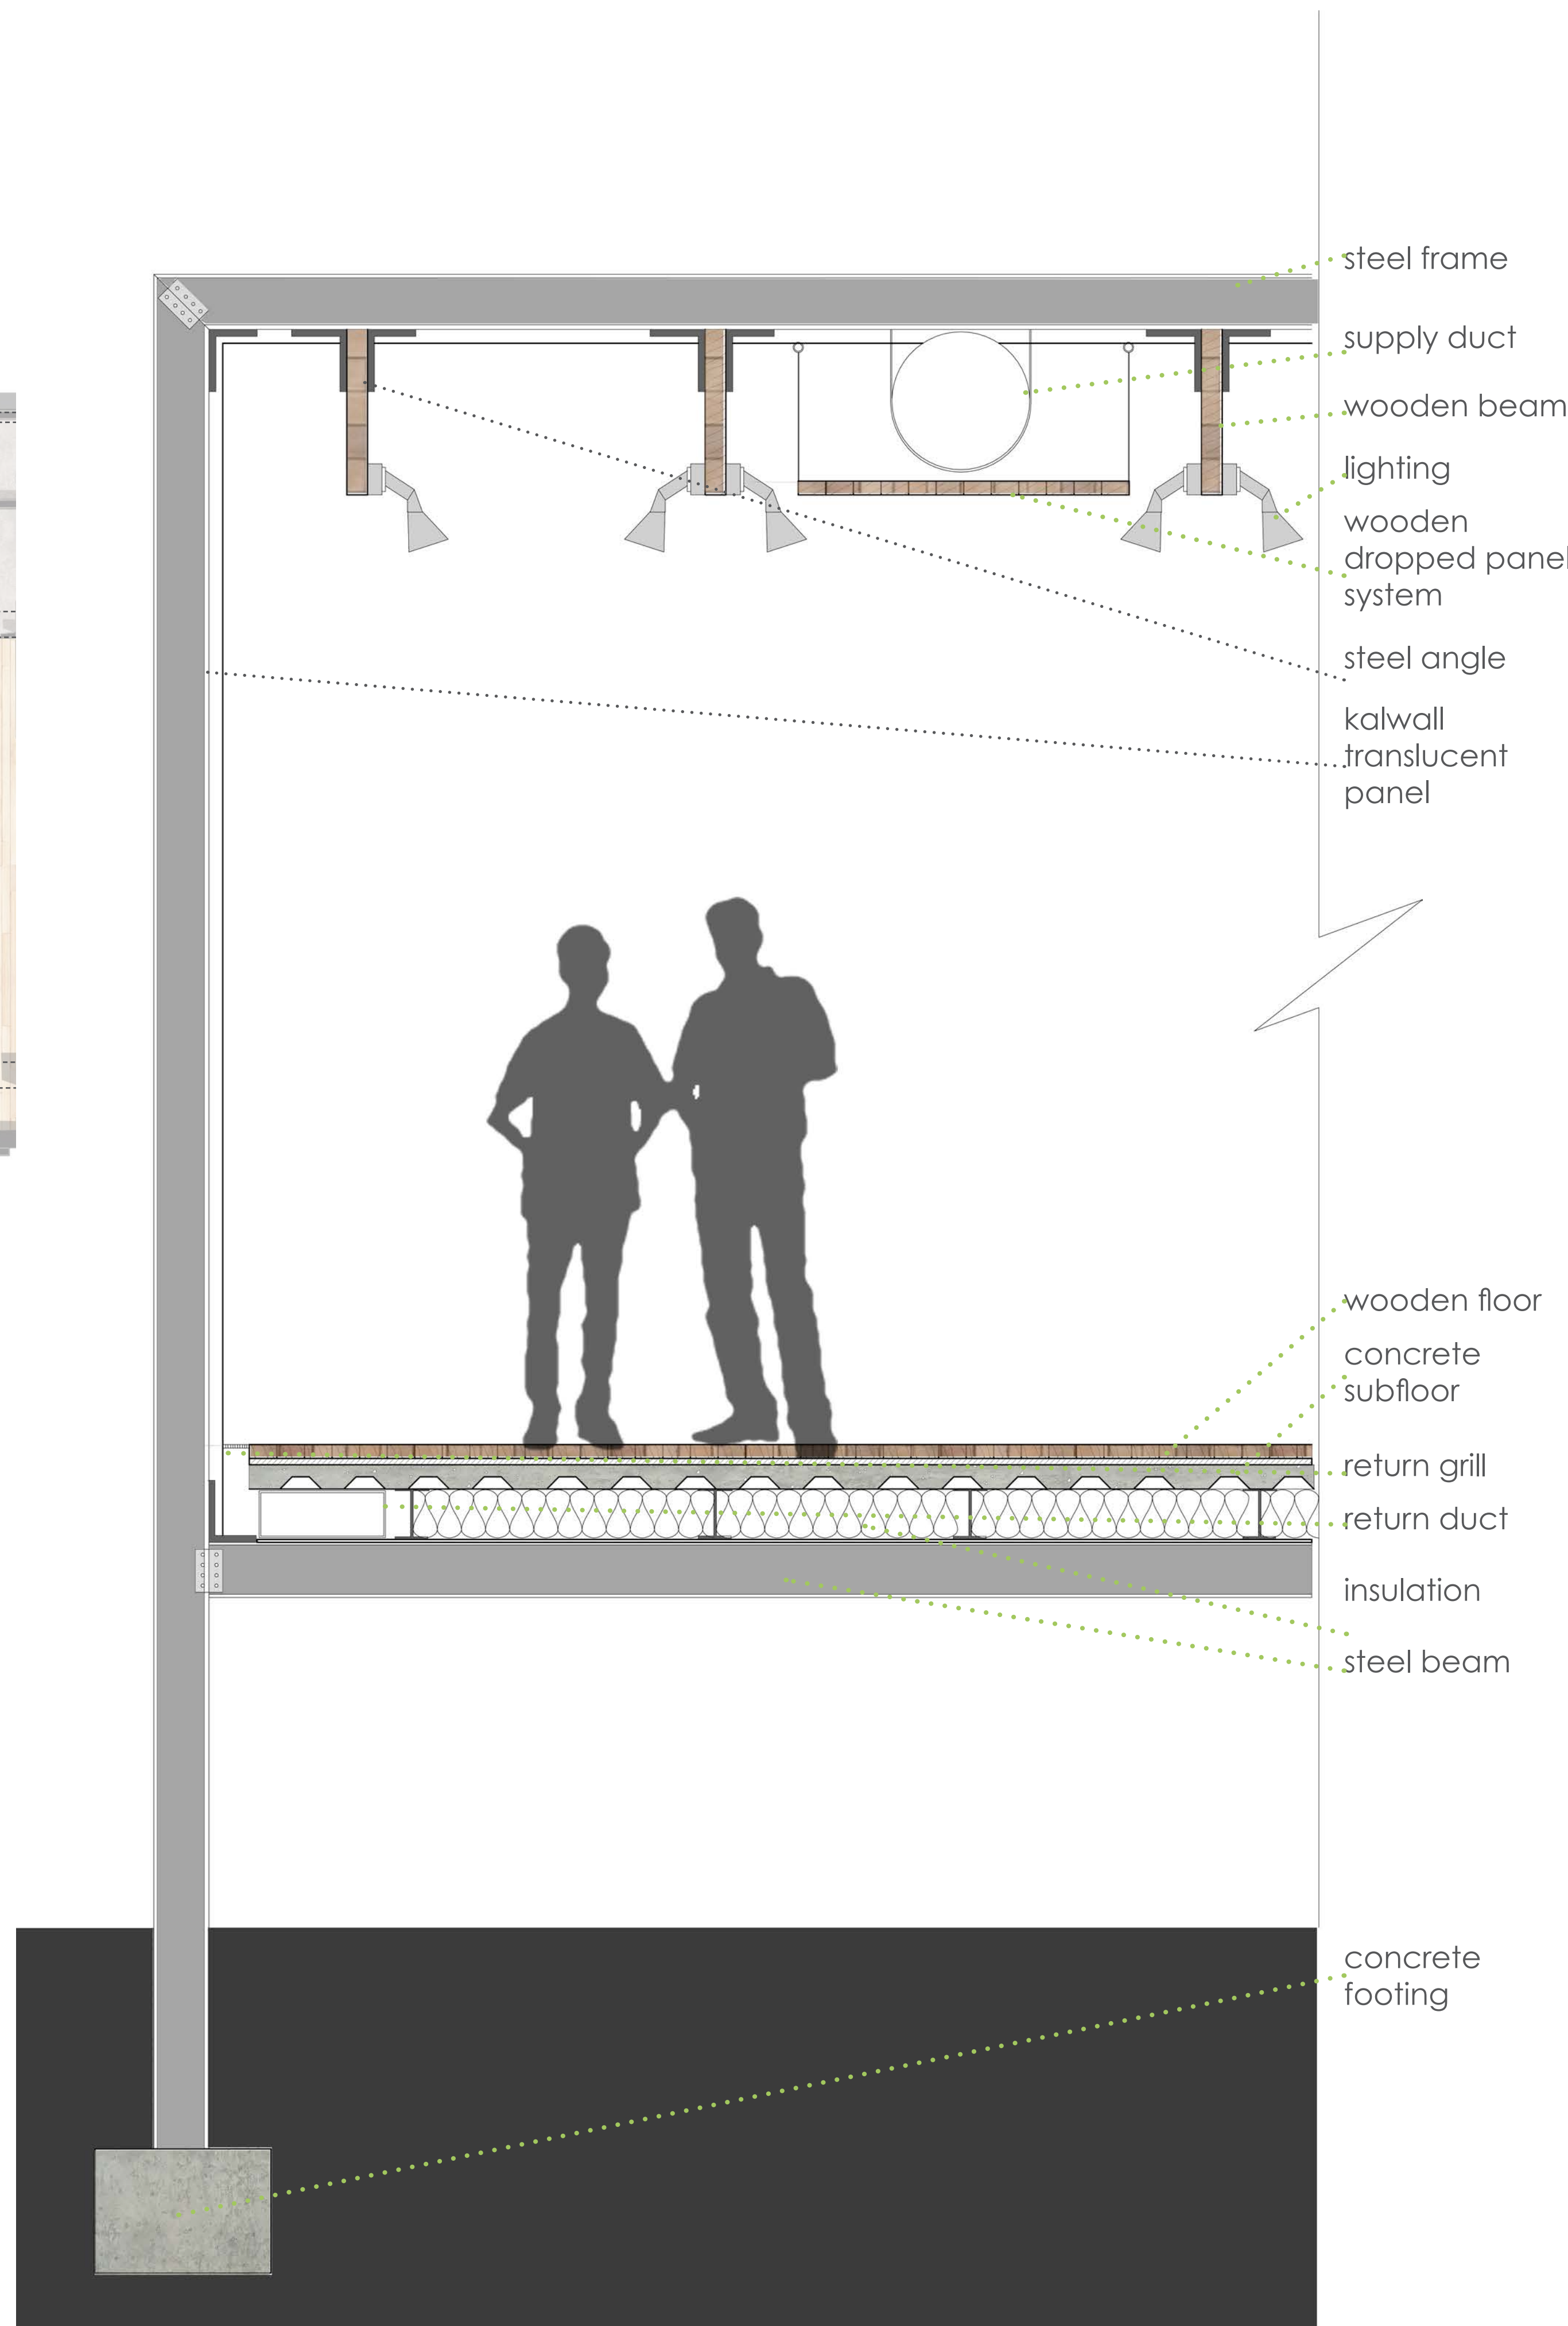 steel frame
supply duct
wooden beam
lighting
wooden
dropped panel
system
steel angle
kalwall
translucent
panel
wooden floor
concrete
subfloor
return grill
return duct
insulation
steel beam
concrete
footing